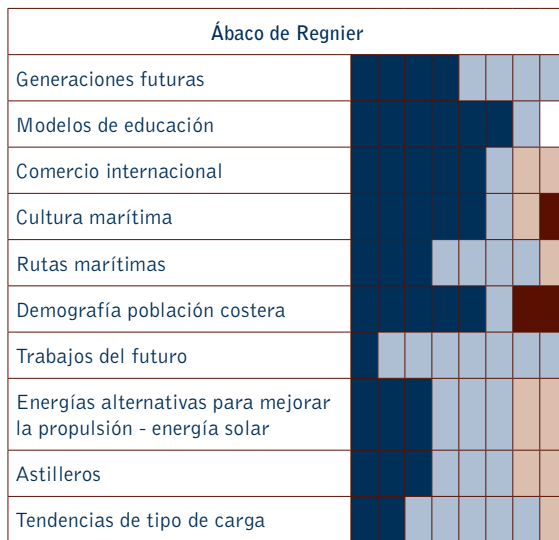 Ábaco de Regnier
Generaciones futuras
Modelos de educación
Comercio internacional
Cultura marítima
Rutas marítimas
Demografía población costera
Trabajos del futuro
Energías alternativas para mejorar
la propulsión - energía solar
Astilleros
Tendencias de tipo de carga